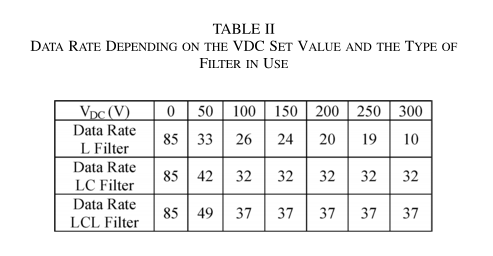 TABLE II
DATA RATE DEPENDING ON THE VDC SET VALUE AND THE TYPE OF
FILTER IN USE
V_DC (V) 0 50 100 150 200 250 300
Data Rate
L Filter 85 33 26 24 20 19 10
Data Rate
LC Filter 85 42 32 32 32 32 32
Data Rate
LCL Filter 85 49 37 37 37 37 37